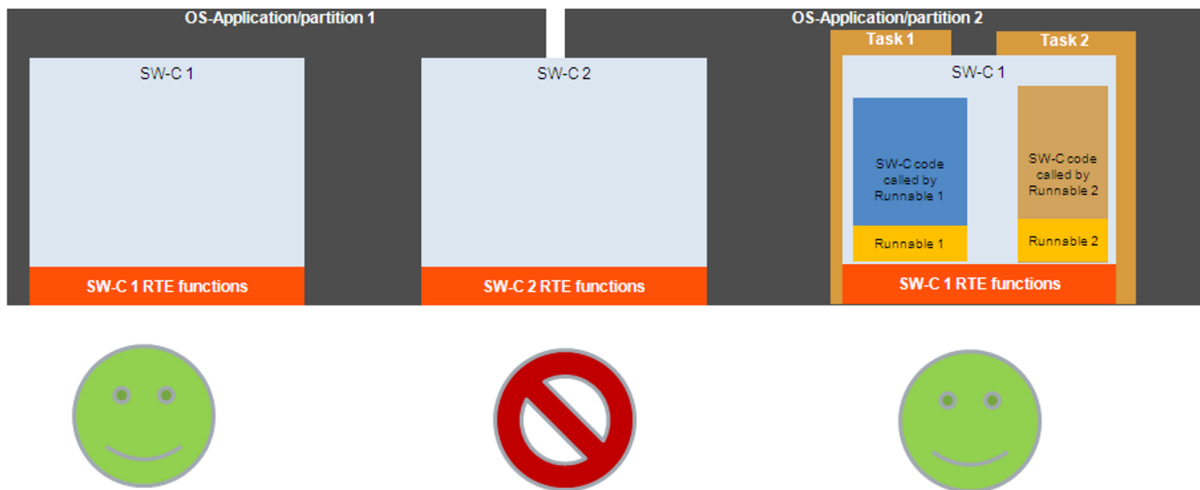 OS-Application/partition 1
OS-Application/partition 2
Task 1
Task 2
SW-C 1
SW-C 2
SW-C 1
SW-C code
called by
Runnable 1
SW-C code
called by
Runnable 2
Runnable 1
Runnable 2
SW-C 1 RTE functions
SW-C 2 RTE functions
SW-C 1 RTE functions